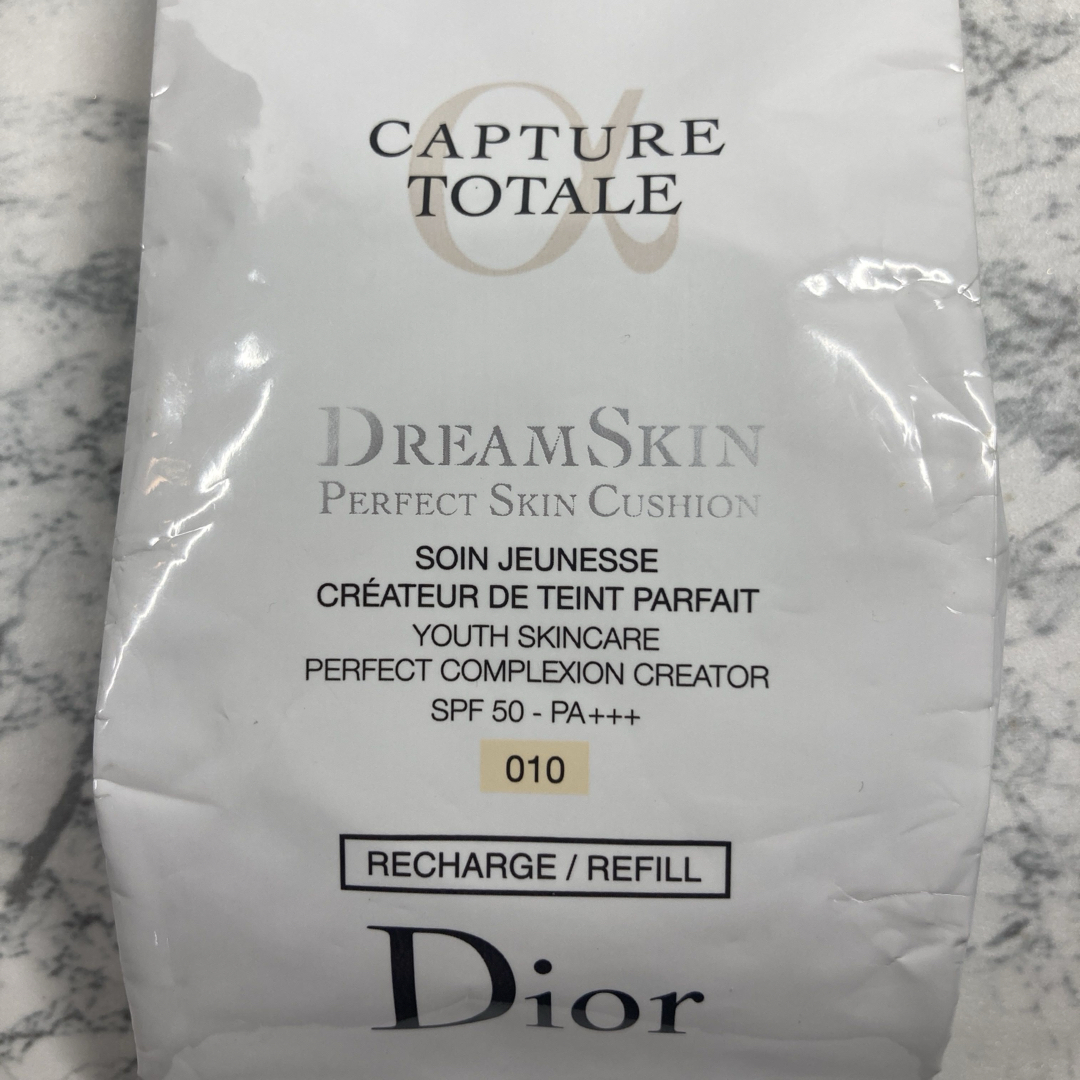 CAPTURE
TOTALE
DREAMSKIN
PERFECT SKIN CUSHION
SOIN JEUNESSE
CRÉATEUR DE TEINT PARFAIT
YOUTH SKINCARE
PERFECT COMPLEXION CREATOR
SPF 50 - PA+++
010
RECHARGE / REFILL
Dior